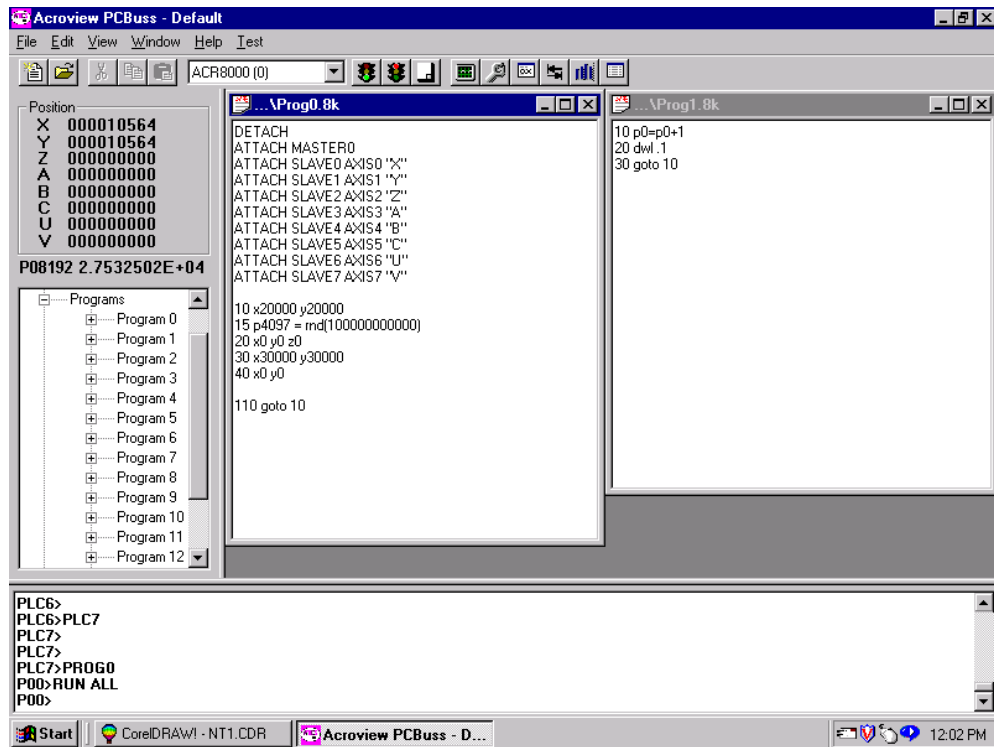 Acroview PCBuss - Default
File Edit View Window Help Test
ACR8000 (0)
Position
X 000010564
Y 000010564
Z 000000000
A 000000000
B 000000000
C 000000000
U 000000000
V 000000000
P08192 2.7532502E+04
Programs
Program 0
Program 1
Program 2
Program 3
Program 4
Program 5
Program 6
Program 7
Program 8
Program 9
Program 10
Program 11
Program 12
...\Prog0.8k
DETACH
ATTACH MASTER0
ATTACH SLAVE0 AXIS0 "X"
ATTACH SLAVE1 AXIS1 "Y"
ATTACH SLAVE2 AXIS2 "Z"
ATTACH SLAVE3 AXIS3 "A"
ATTACH SLAVE4 AXIS4 "B"
ATTACH SLAVE5 AXIS5 "C"
ATTACH SLAVE6 AXIS6 "U"
ATTACH SLAVE7 AXIS7 "V"
10 x20000 y20000
15 p4097 = rnd(100000000000)
20 x0 y0 z0
30 x30000 y30000
40 x0 y0
110 goto 10
...\Prog1.8k
10 p0=p0+1
20 dwl .1
30 goto 10
PLC6>
PLC6>PLC7
PLC7>
PLC7>
PLC7>PROG0
P00>RUN ALL
P00>
Start
CorelDRAW! - NT1.CDR
Acroview PCBuss - D...
12:02 PM